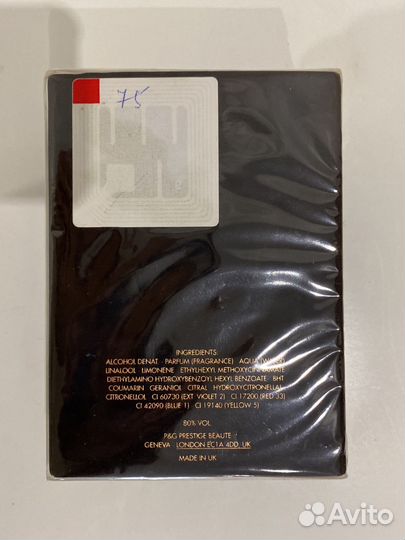 75
INGREDIENTS:
ALCOHOL DENAT · PARFUM (FRAGRANCE) · AQUA (WATER)
LINALOOL · LIMONENE · ETHYLHEXYL METHOXYCINNAMATE
DIETHYLAMINO HYDROXYBENZOYL HEXYL BENZOATE · BHT
COUMARIN · GERANIOL · CITRAL · HYDROXYCITRONELLAL
CITRONELLOL · CI 60730 (EXT. VIOLET 2) · CI 17200 (RED 33)
CI 42090 (BLUE 1) · CI 19140 (YELLOW 5)
80% VOL.
P&G PRESTIGE BEAUTE
GENEVA · LONDON EC1A 4DD, UK
MADE IN UK
Avito